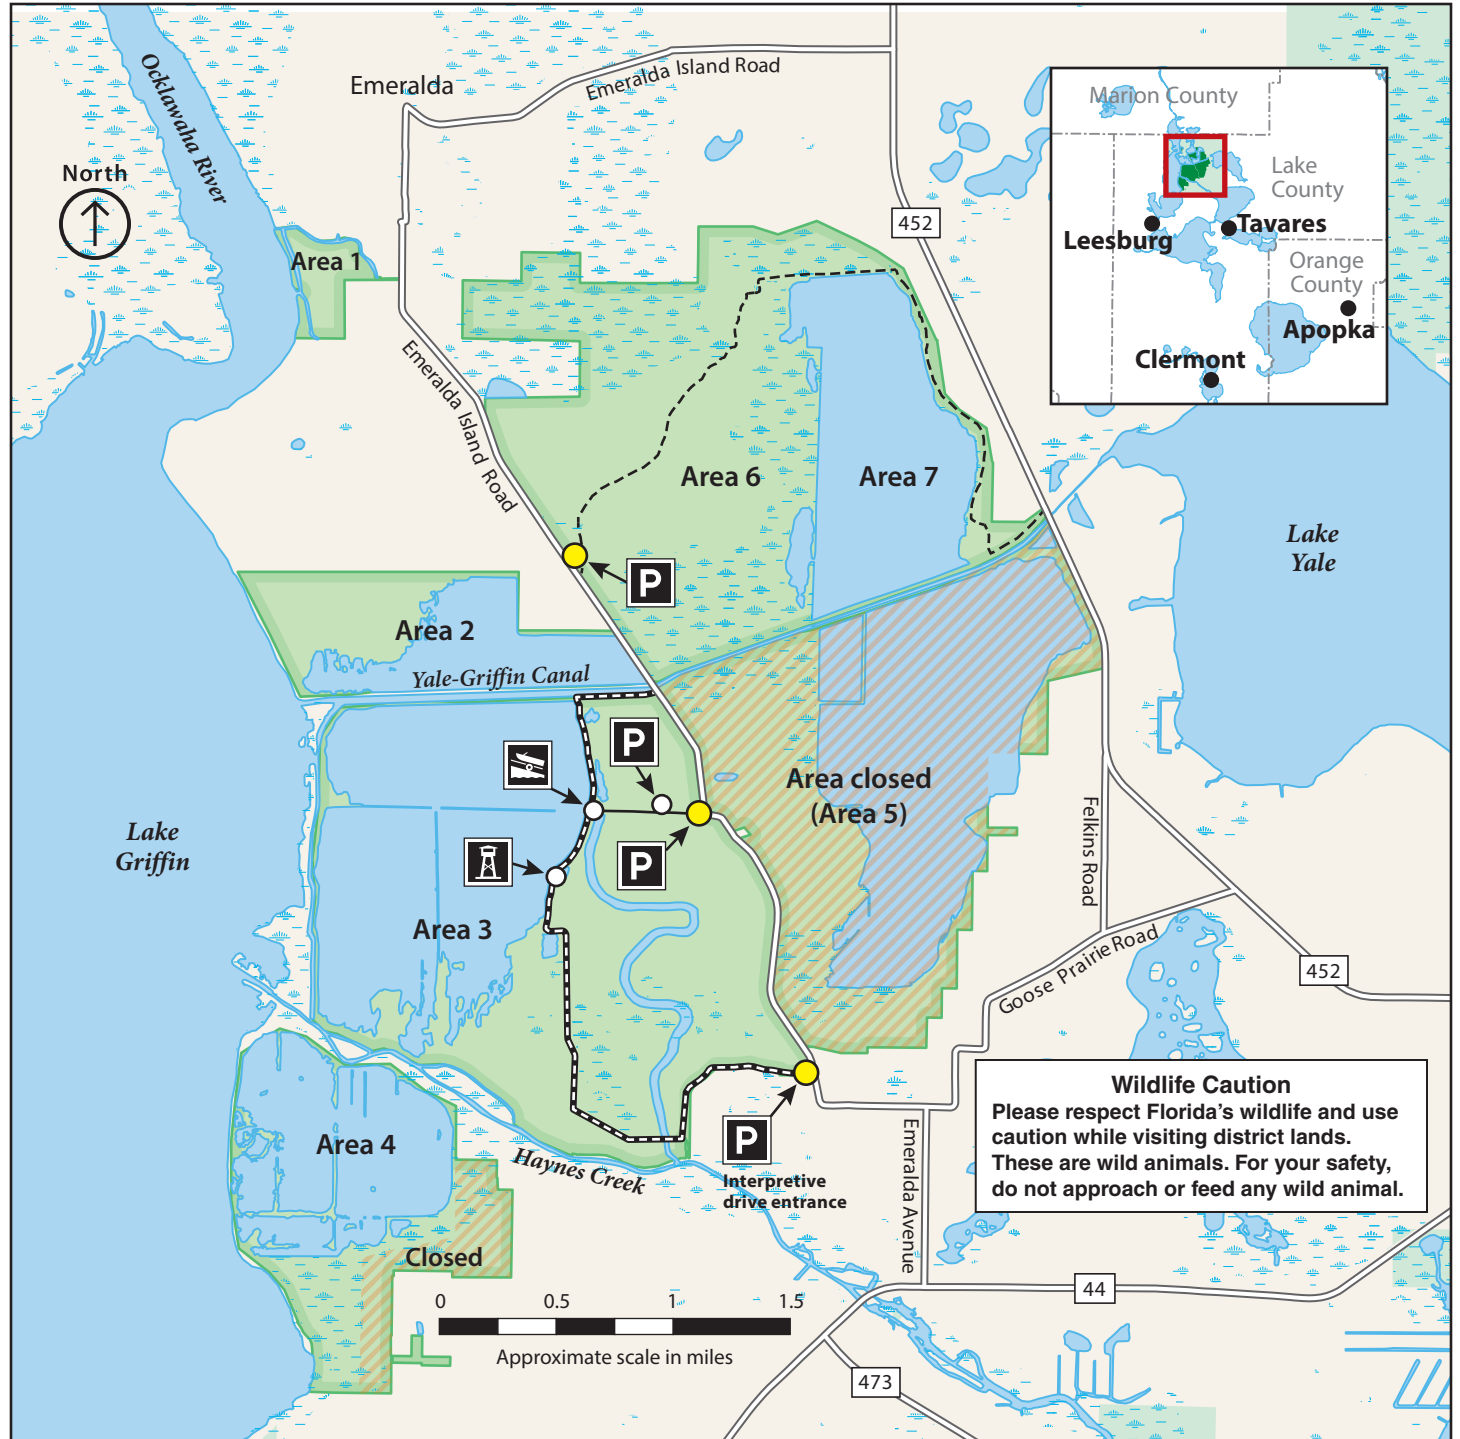 Ocklawaha River
Emeralda
Emeralda Island Road
North
452
Marion County
Lake
County
Leesburg
Tavares
Orange
County
Apopka
Clermont
Area 1
Emeralda Island Road
Area 6
Area 7
Lake
Yale
P
Area 2
Yale-Griffin Canal
P
Area closed
(Area 5)
Lake
Griffin
P
Felkins Road
Area 3
Goose Prairie Road
452
Area 4
Haynes Creek
P
Interpretive
drive entrance
Emeralda Avenue
Wildlife Caution
Please respect Florida’s wildlife and use
caution while visiting district lands.
These are wild animals. For your safety,
do not approach or feed any wild animal.
Closed
44
0 0.5 1 1.5
Approximate scale in miles
473